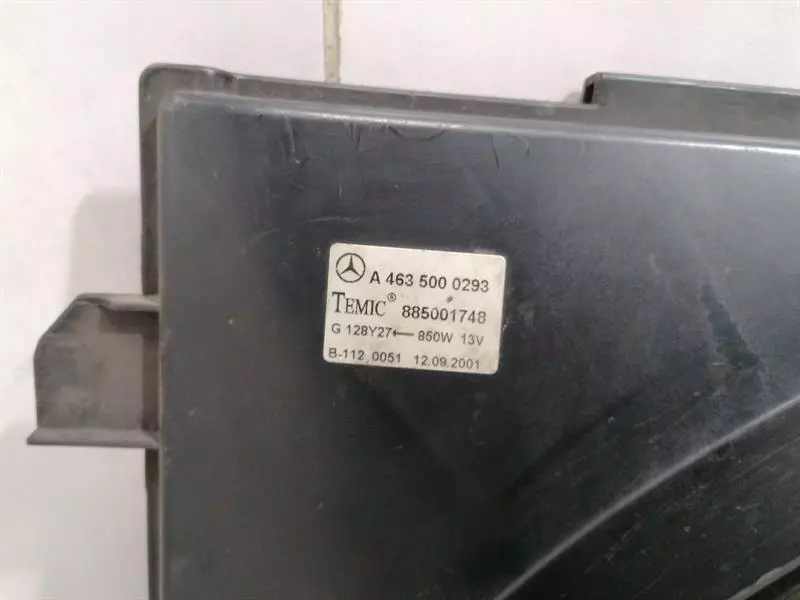 A 463 500 0293
TEMIC® 885001748
G 128Y27← 850W 13V
B-112 0051 12.09.2001